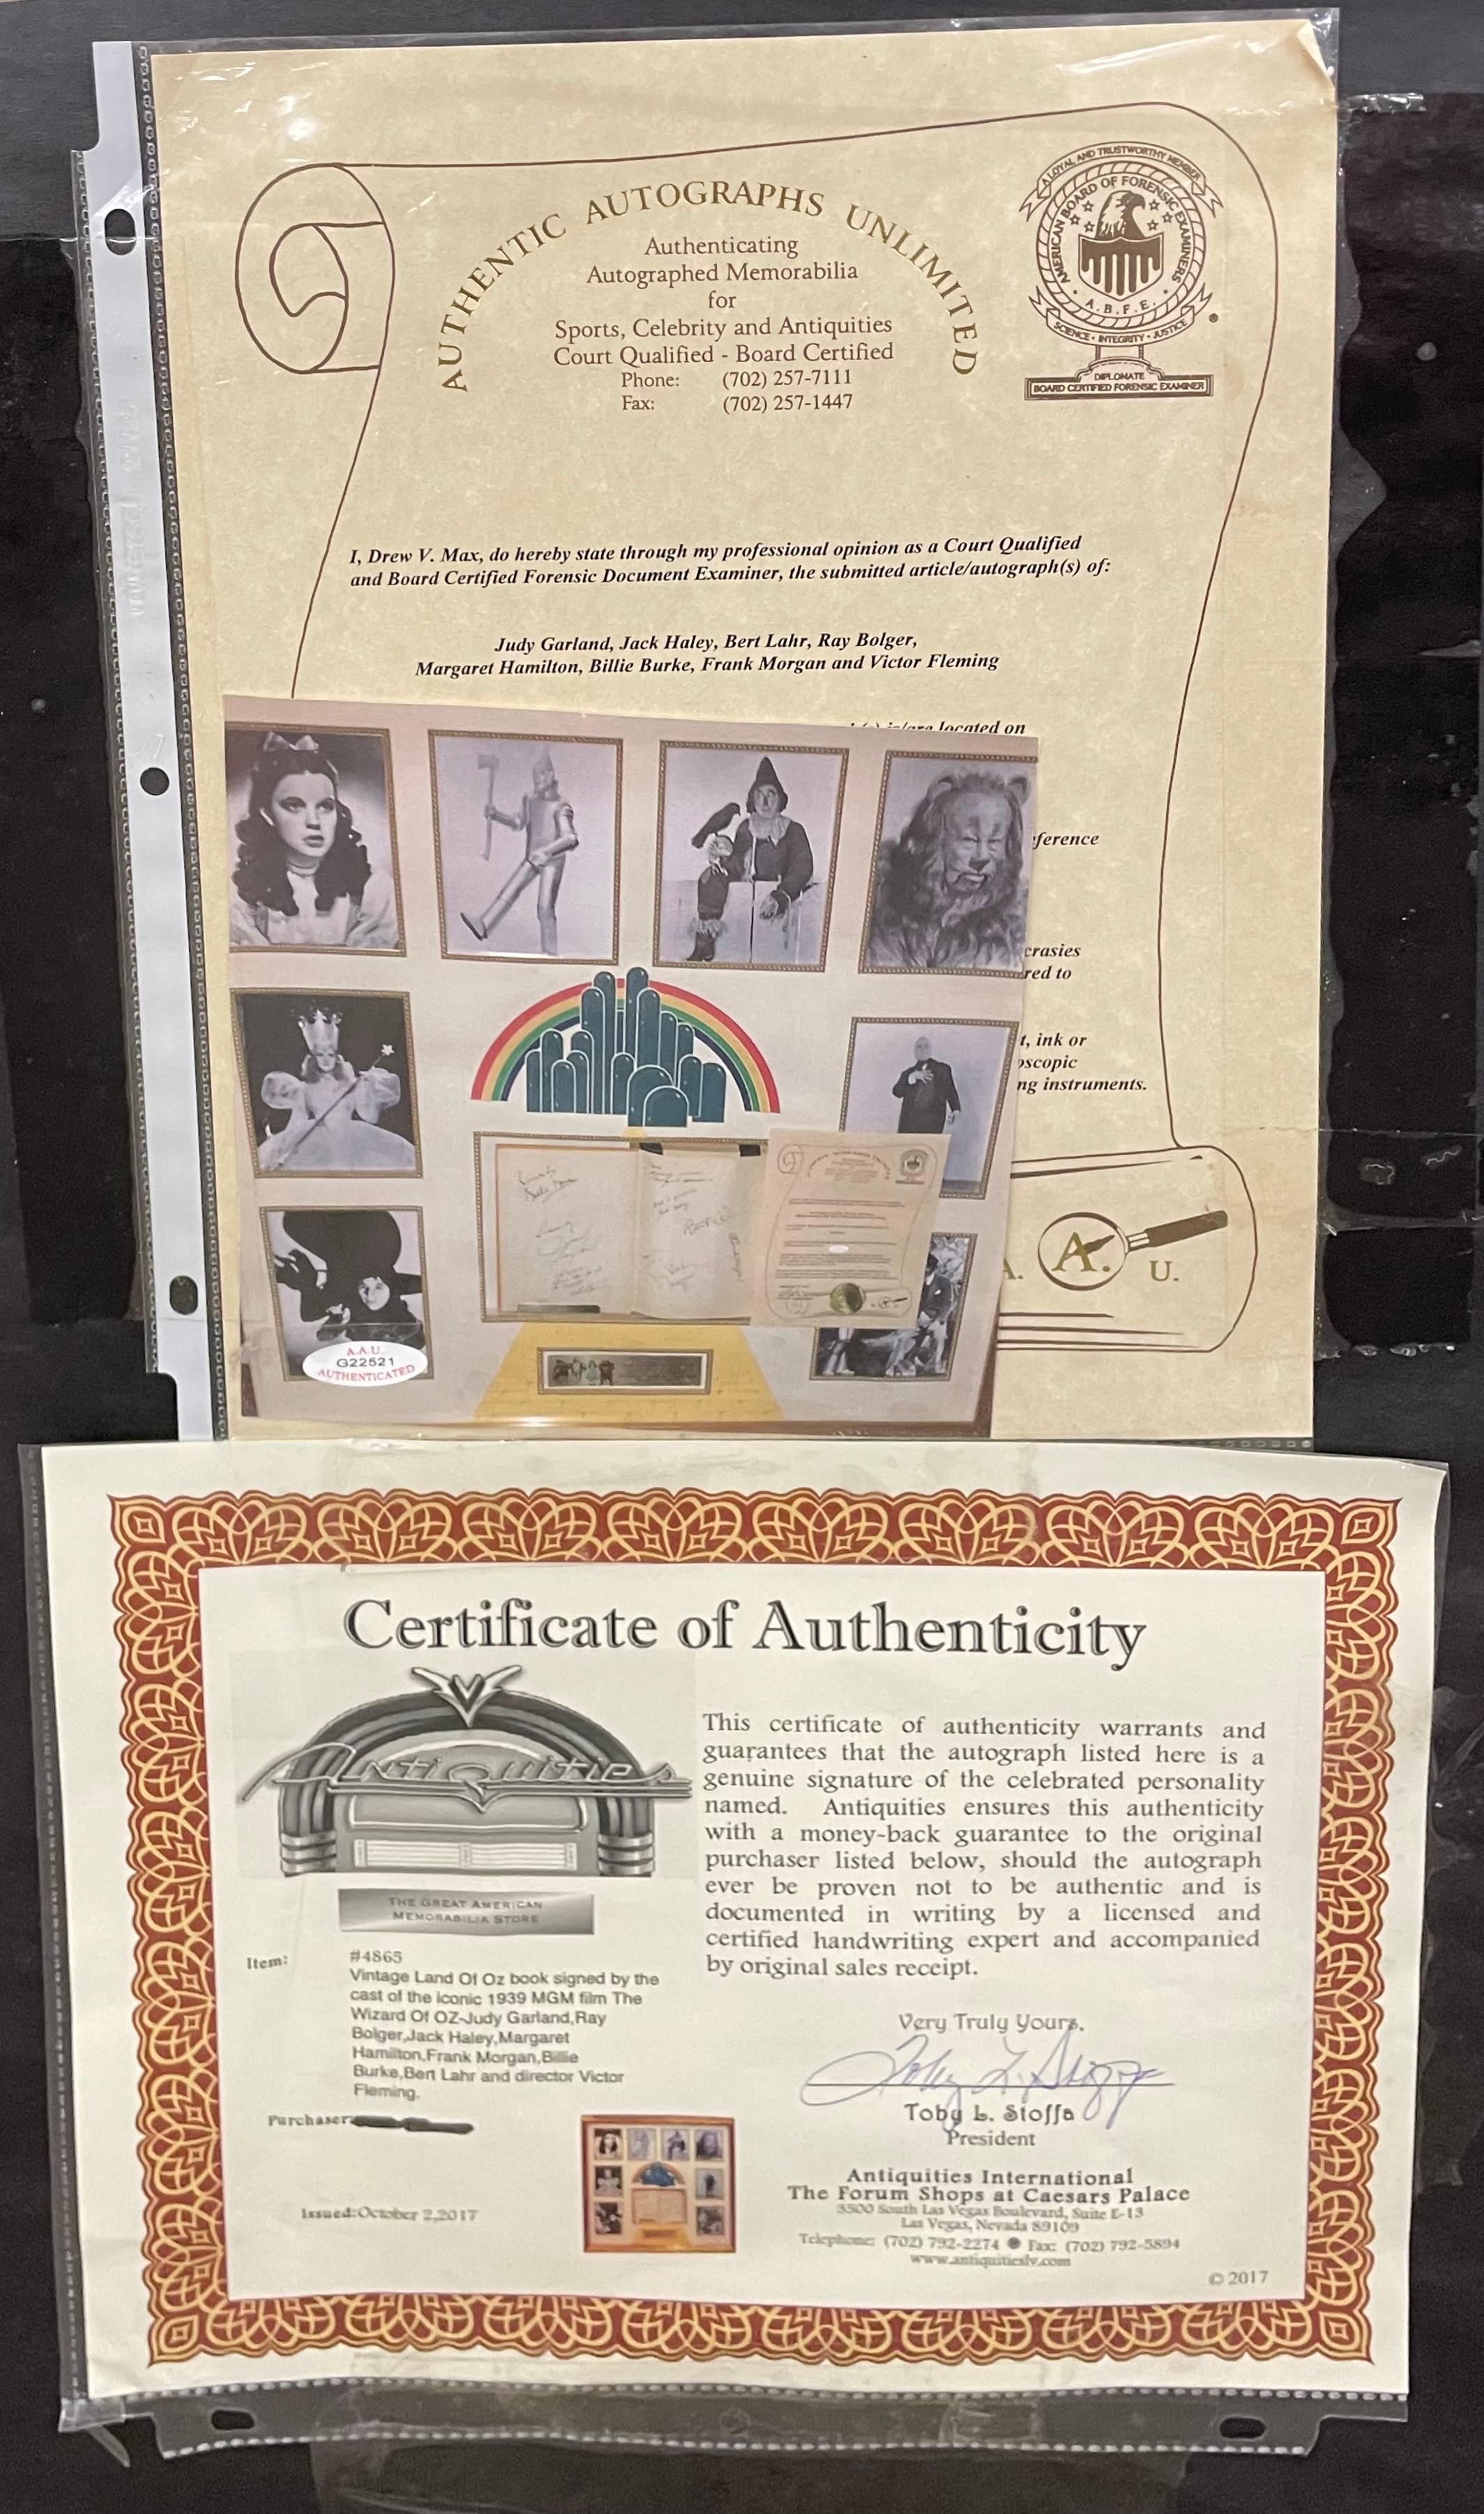 AUTHENTIC AUTOGRAPHS UNLIMITED
Authenticating
Autographed Memorabilia
for
Sports, Celebrity and Antiquities
Court Qualified - Board Certified
Phone: (702) 257-7111
Fax: (702) 257-1447
A LOYAL AND TRUSTWORTHY MEMBER
AMERICAN BOARD OF FORENSIC EXAMINERS
A.B.F.E.
SCIENCE • INTEGRITY • JUSTICE
DIPLOMATE
BOARD CERTIFIED FORENSIC EXAMINER
I, Drew V. Max, do hereby state through my professional opinion as a Court Qualified
and Board Certified Forensic Document Examiner, the submitted article/autograph(s) of:
Judy Garland, Jack Haley, Bert Lahr, Ray Bolger,
Margaret Hamilton, Billie Burke, Frank Morgan and Victor Fleming
is/are located on
ference
crasies
red to
t, ink or
oscopic
ng instruments.
A. A. U.
A.A.U.
G22521
AUTHENTICATED
Certificate of Authenticity
Antiquities
THE GREAT AMERICAN
MEMORABILIA STORE
This certificate of authenticity warrants and
guarantees that the autograph listed here is a
genuine signature of the celebrated personality
named. Antiquities ensures this authenticity
with a money-back guarantee to the original
purchaser listed below, should the autograph
ever be proven not to be authentic and is
documented in writing by a licensed and
certified handwriting expert and accompanied
by original sales receipt.
Item: #4865
Vintage Land Of Oz book signed by the
cast of the iconic 1939 MGM film The
Wizard Of OZ-Judy Garland,Ray
Bolger,Jack Haley,Margaret
Hamilton,Frank Morgan,Billie
Burke,Bert Lahr and director Victor
Fleming.
Purchaser:
Issued:October 2,2017
Very Truly Yours,
Toby L. Stoffa
Toby L. Stoffa
President
Antiquities International
The Forum Shops at Caesars Palace
3500 South Las Vegas Boulevard, Suite E-13
Las Vegas, Nevada 89109
Telephone: (702) 792-2274 ● Fax: (702) 792-5894
www.antiquitieslv.com
© 2017